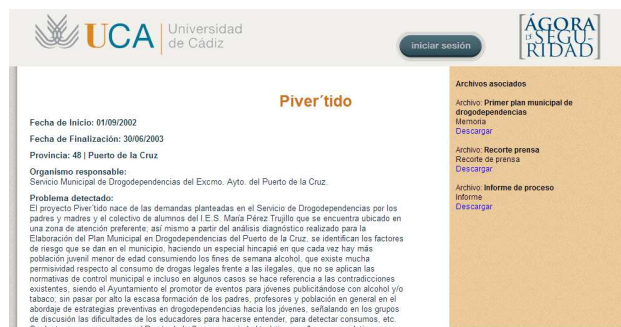 UCA
Universidad
de Cádiz
iniciar sesión
ÁGORA
D SEGU-
RIDAD
Piver´tido
Fecha de Inicio: 01/09/2002
Fecha de Finalización: 30/06/2003
Provincia: 48 | Puerto de la Cruz
Organismo responsable:
Servicio Municipal de Drogodependencias del Excmo. Ayto. del Puerto de la Cruz.
Problema detectado:
El proyecto Piver´tido nace de las demandas planteadas en el Servicio de Drogodependencias por los
padres y madres y el colectivo de alumnos del I.E.S. María Pérez Trujillo que se encuentra ubicado en
una zona de atención preferente; así mismo a partir del análisis diagnóstico realizado para la
Elaboración del Plan Municipal en Drogodependencias del Puerto de la Cruz, se identifican los factores
de riesgo que se dan en el municipio, haciendo un especial hincapié en que cada vez hay más
población juvenil menor de edad consumiendo los fines de semana alcohol, que existe mucha
permisividad respecto al consumo de drogas legales frente a las ilegales, que no se aplican las
normativas de control municipal e incluso en algunos casos se hace referencia a las contradicciones
existentes, siendo el Ayuntamiento el promotor de eventos para jóvenes publicitándose con alcohol y/o
tabaco; sin pasar por alto la escasa formación de los padres, profesores y población en general en el
abordaje de estrategias preventivas en drogodependencias hacia los jóvenes, señalando en los grupos
de discusión las dificultades de los educadores para hacerse entender, para detectar consumos, etc.
Archivos asociados
Archivo: Primer plan municipal de
drogodependencias
Memoria
Descargar
Archivo: Recorte prensa
Recorte de prensa
Descargar
Archivo: Informe de proceso
Informe
Descargar